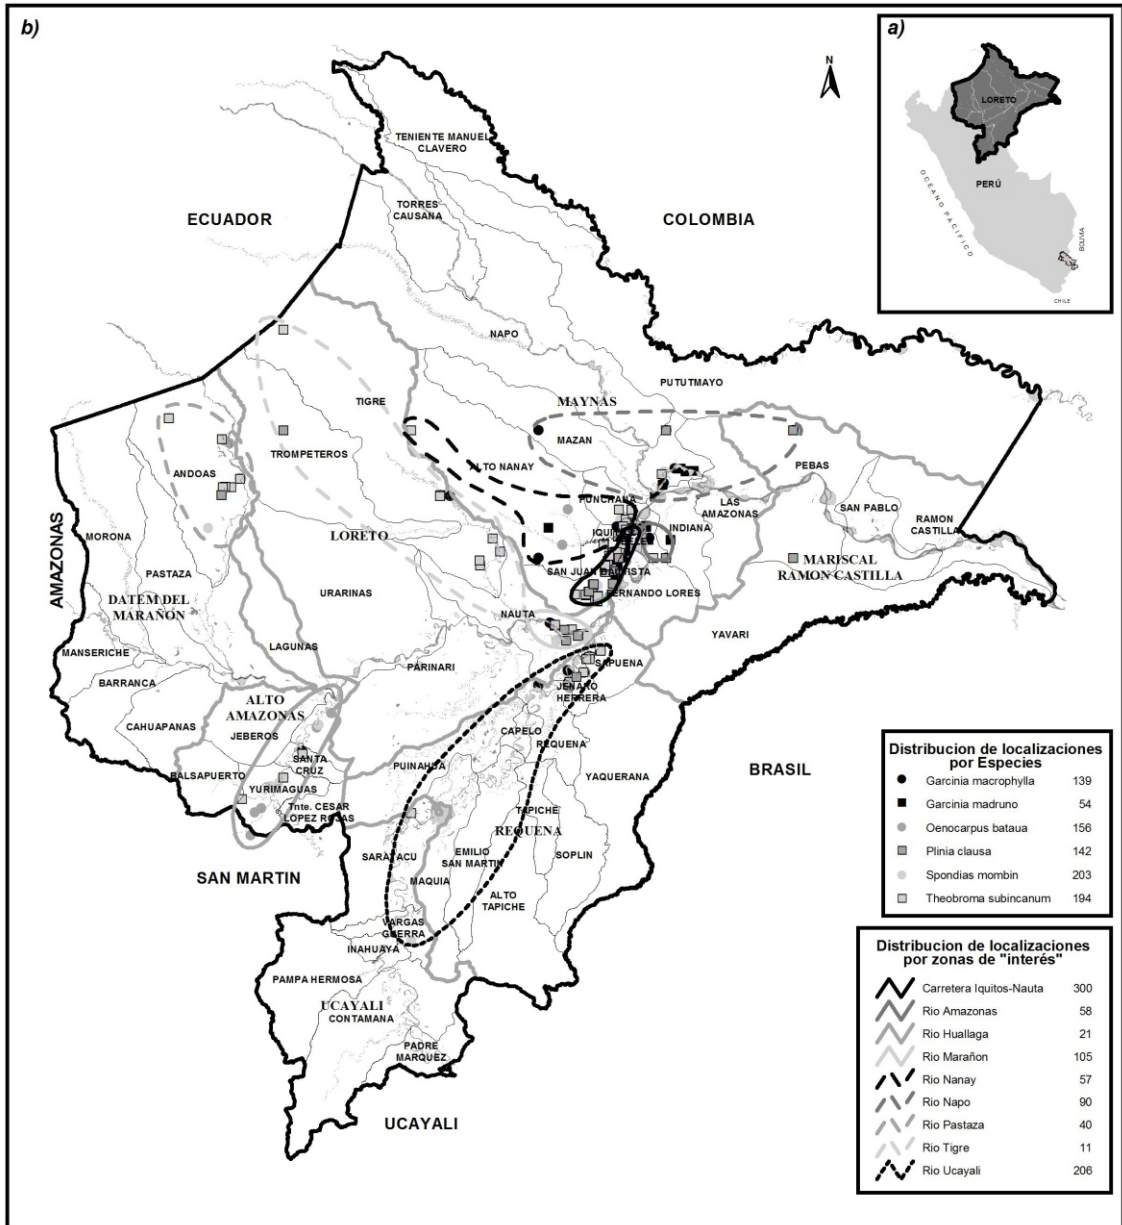 b)
a)
N
LORETO
PERÚ
OCEANO PACIFICO
BOLIVIA
CHILE
TENIENTE MANUEL
CLAVERO
ECUADOR
TORRES
CAUSANA
COLOMBIA
NAPO
PUTUTMAYO
TIGRE
MAYNAS
MAZAN
ANDOAS
TROMPETEROS
ALTO NANAY
PEBAS
PUNCHANA
LAS
AMAZONAS
SAN PABLO
RAMON
CASTILLA
INDIANA
MORONA
LORETO
AMAZONAS
PASTAZA
SAN JUAN BAUTISTA
MARISCAL
RAMON CASTILLA
URARINAS
FERNANDO LORES
DATEM DEL
MARAÑÓN
NAUTA
YAVARI
MANSERICHE
LAGUNAS
PARINARI
SAPUENA
BARRANCA
JENARO
HERRERA
ALTO
AMAZONAS
CAHUAPANAS
JEBEROS
CAPELO
REQUENA
SANTA
CRUZ
BALSAPUERTO
PUINAHUA
YAQUERANA
BRASIL
YURIMAGUAS
Tnte. CESAR
LOPEZ ROJAS
TAPICHE
REQUENA
SARAYACU
EMILIO
SAN MARTIN
SOPLIN
SAN MARTIN
MAQUIA
ALTO
TAPICHE
VARGAS
GUERRA
INAHUAYA
PAMPA HERMOSA
UCAYALI
CONTAMANA
PADRE
MARQUEZ
UCAYALI
Distribucion de localizaciones
por Especies
Garcinia macrophylla 139
Garcinia madruno 54
Oenocarpus bataua 156
Plinia clausa 142
Spondias mombin 203
Theobroma subincanum 194
Distribucion de localizaciones
por zonas de "interés"
Carretera Iquitos-Nauta 300
Rio Amazonas 58
Rio Huallaga 21
Rio Marañon 105
Rio Nanay 57
Rio Napo 90
Rio Pastaza 40
Rio Tigre 11
Rio Ucayali 206